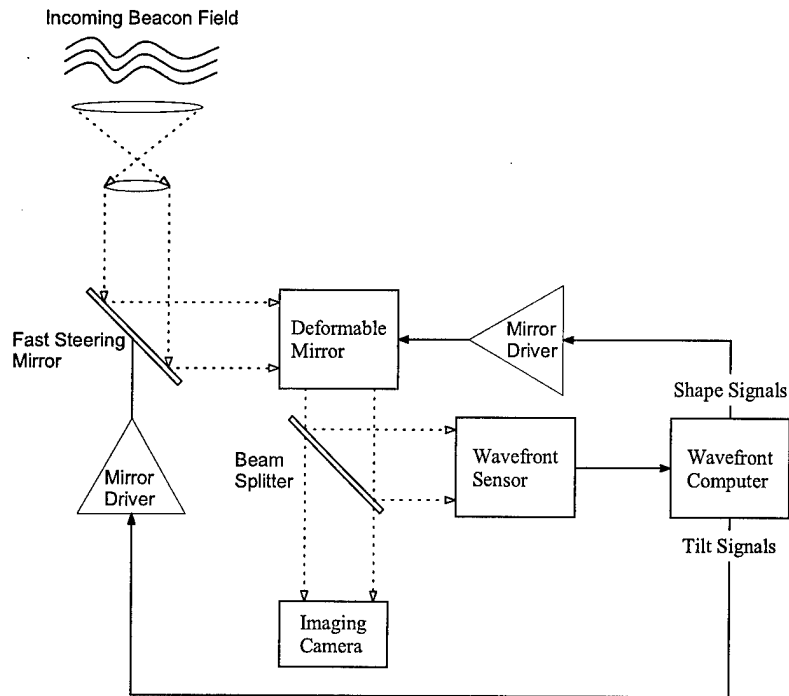 Incoming Beacon Field
Fast Steering
Mirror
Deformable
Mirror
Mirror
Driver
Shape Signals
Mirror
Driver
Beam
Splitter
Wavefront
Sensor
Wavefront
Computer
Tilt Signals
Imaging
Camera